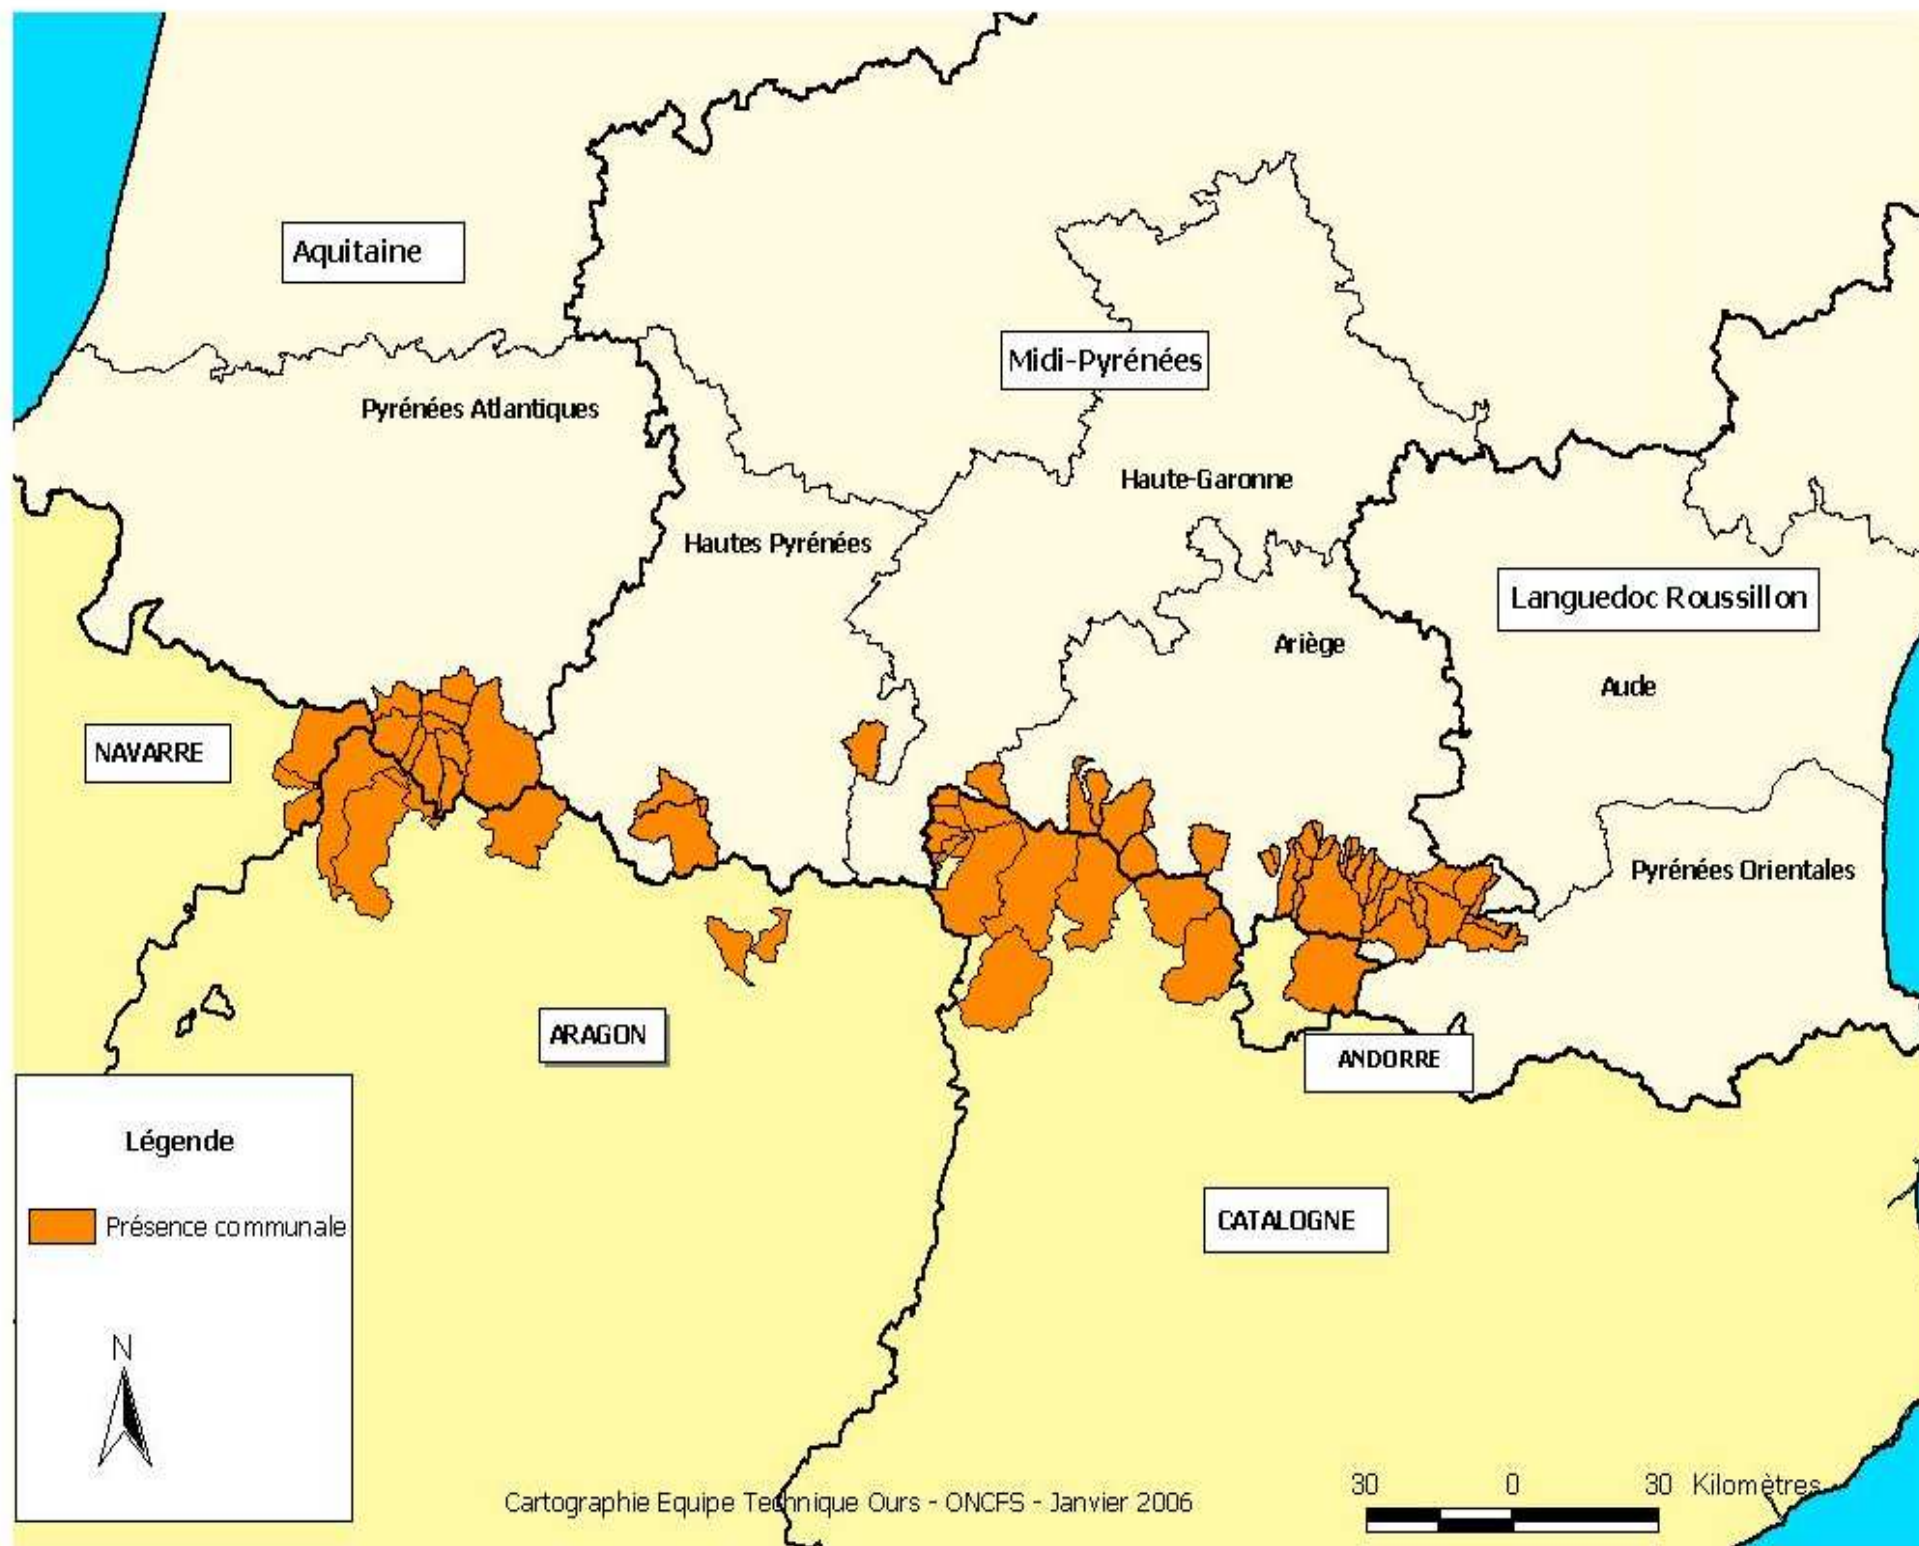 Aquitaine
Midi-Pyrénées
Pyrénées Atlantiques
Haute-Garonne
Hautes Pyrénées
Languedoc Roussillon
Ariège
Aude
NAVARRE
Pyrénées Orientales
ARAGON
ANDORRE
Légende
Présence communale
CATALOGNE
N
30 0 30 Kilomètres
Cartographie Equipe Technique Ours - ONCFS - Janvier 2006